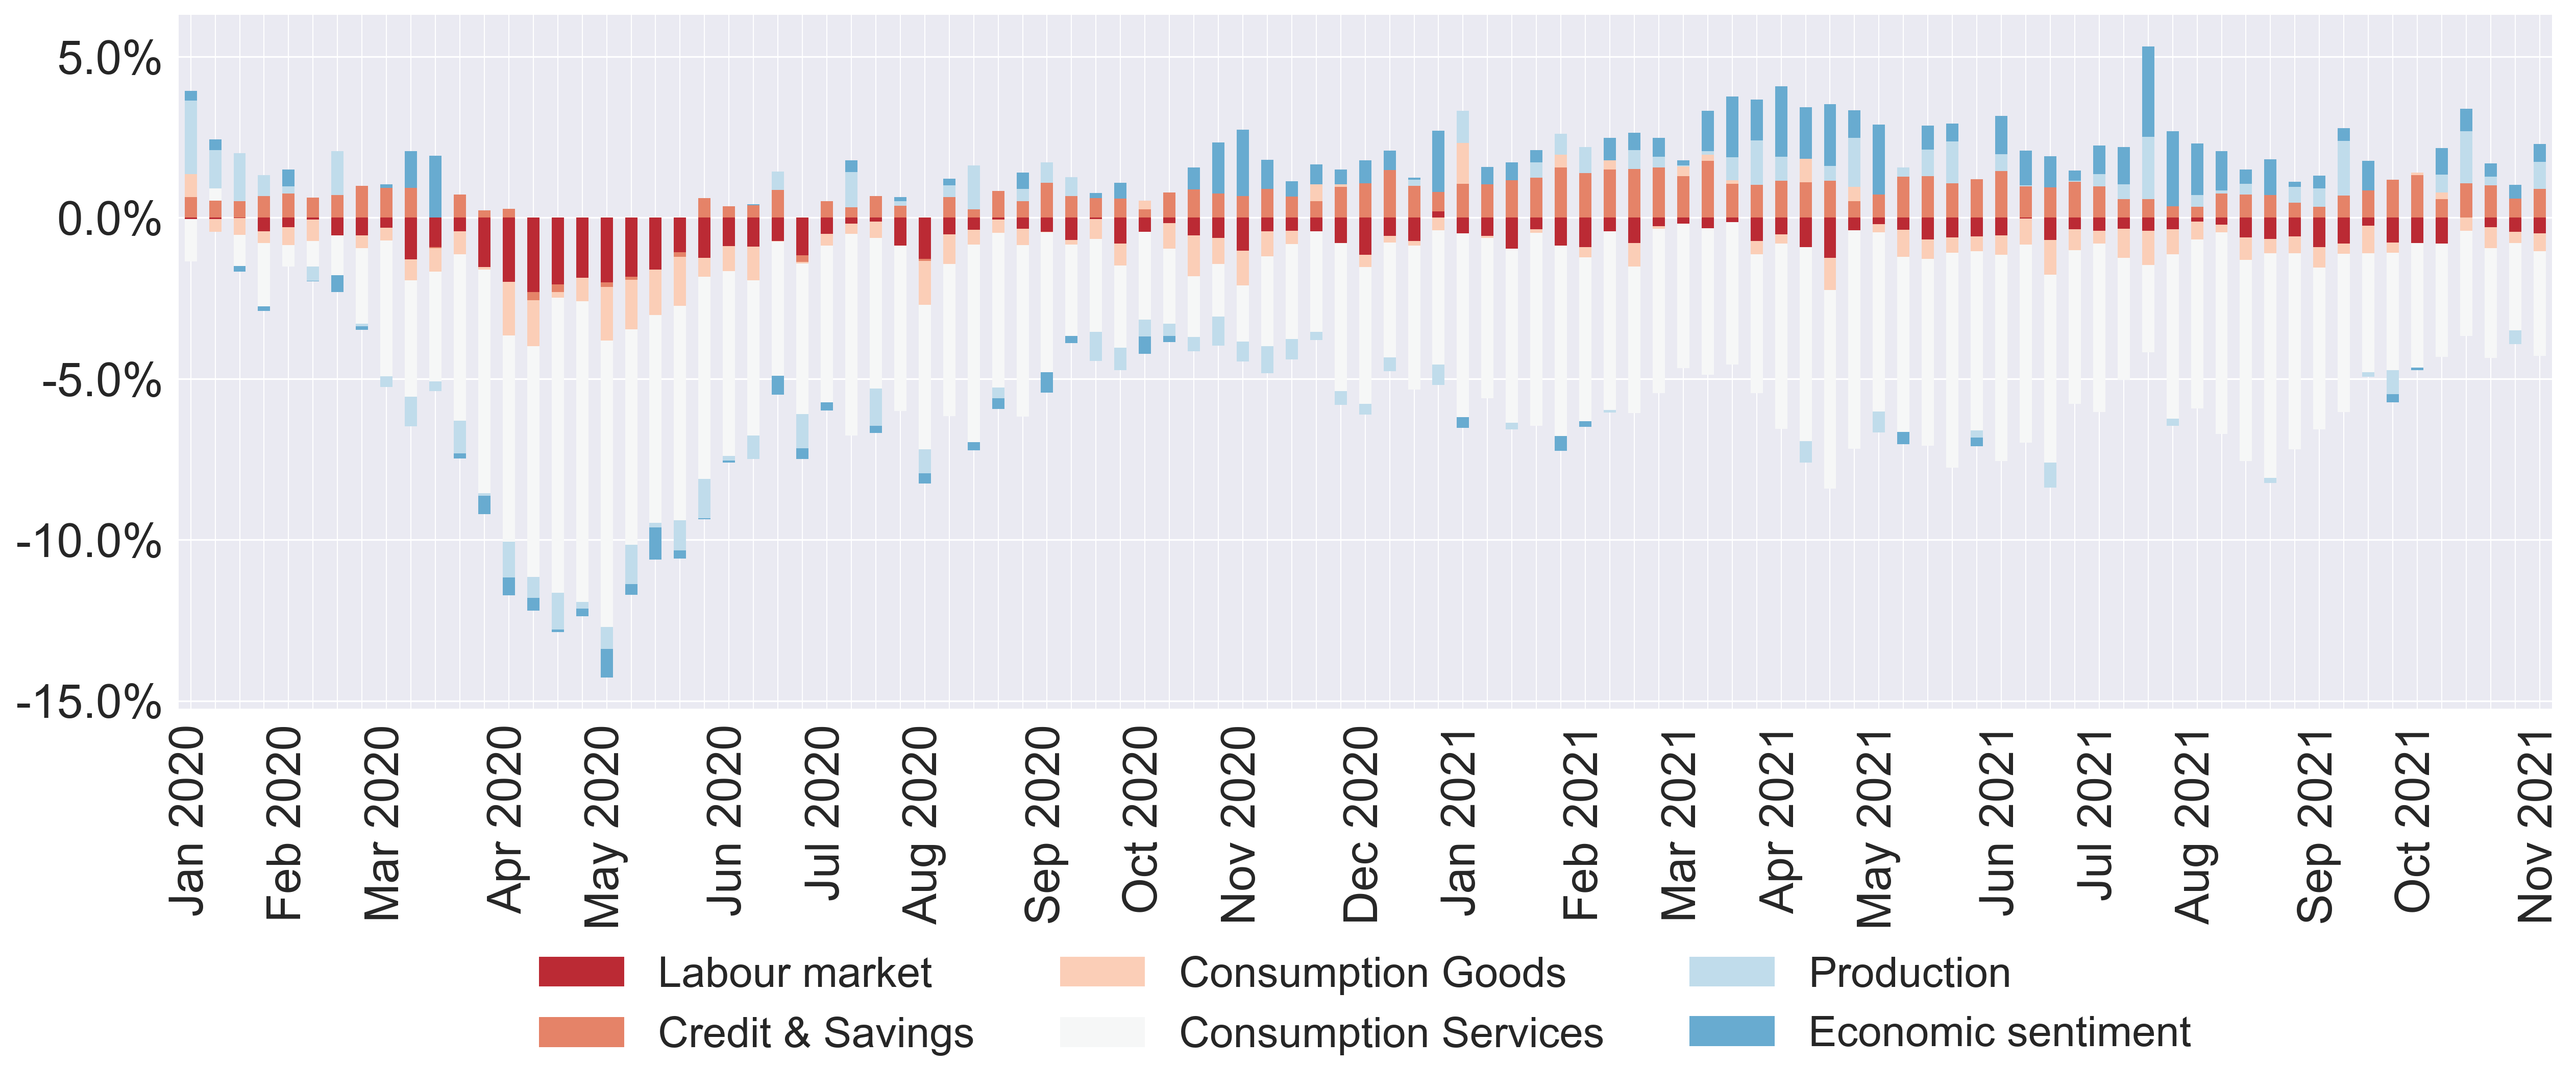 5.0%
0.0%
-5.0%
-10.0%
-15.0%
Jan 2020
Feb 2020
Mar 2020
Apr 2020
May 2020
Jun 2020
Jul 2020
Aug 2020
Sep 2020
Oct 2020
Nov 2020
Dec 2020
Jan 2021
Feb 2021
Mar 2021
Apr 2021
May 2021
Jun 2021
Jul 2021
Aug 2021
Sep 2021
Oct 2021
Nov 2021
Labour market
Consumption Goods
Production
Credit & Savings
Consumption Services
Economic sentiment